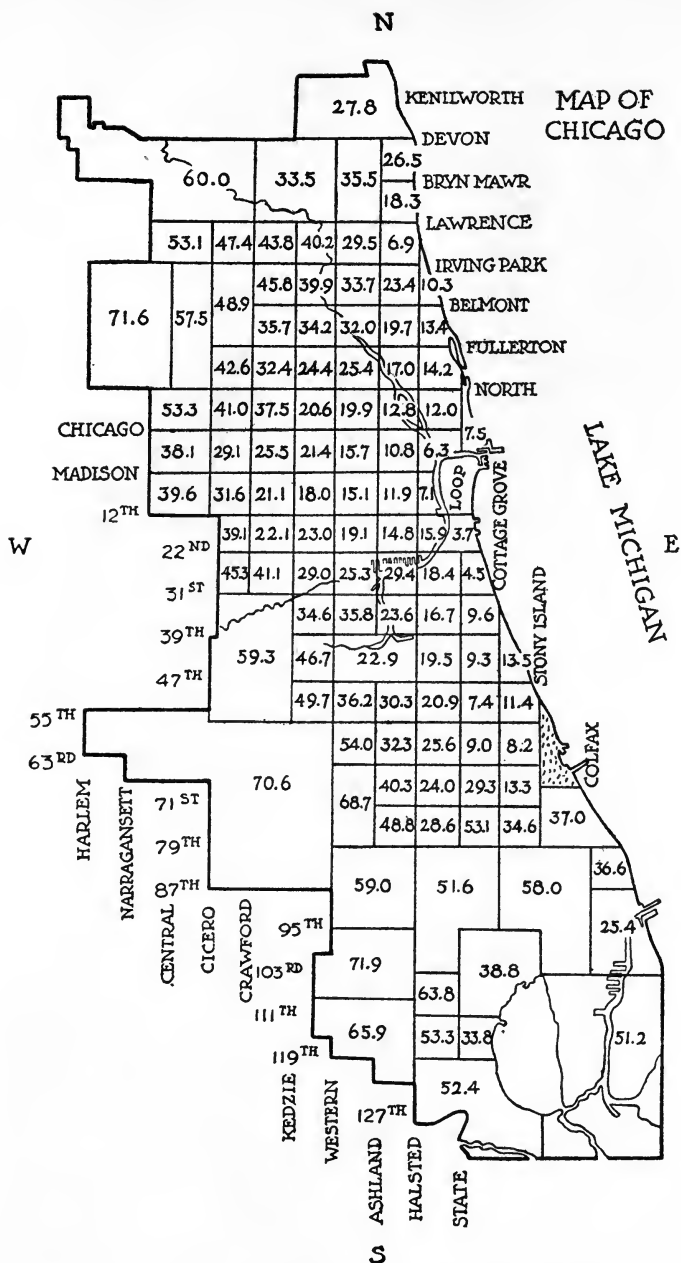 N
KENILWORTH
MAP OF
CHICAGO
27.8
DEVON
60.0 33.5 35.5 26.5
BRYN MAWR
18.3
LAWRENCE
53.1 47.4 43.8 40.2 29.5 6.9
IRVING PARK
71.6 57.5 48.9 45.8 39.9 33.7 23.4 10.3
BELMONT
35.7 34.2 32.0 19.7 13.4
FULLERTON
42.6 32.4 24.4 25.4 17.0 14.2
NORTH
53.3 41.0 37.5 20.6 19.9 12.8 12.0
CHICAGO
7.5
38.1 29.1 25.5 21.4 15.7 10.8 6.3
MADISON
LOOP
39.6 31.6 21.1 18.0 15.1 11.9 7.1
12TH
COTTAGE GROVE
LAKE MICHIGAN
39.1 22.1 23.0 19.1 14.8 15.9 3.7
W
22ND
E
45.3 41.1 29.0 25.3 29.4 18.4 4.5
31ST
STONY ISLAND
34.6 35.8 23.6 16.7 9.6
39TH
59.3 46.7 22.9 19.5 9.3 13.5
47TH
49.7 36.2 30.3 20.9 7.4 11.4
55TH
54.0 32.3 25.6 9.0 8.2
COLFAX
63RD
70.6
HARLEM
NARRAGANSETT
71ST
68.7 40.3 24.0 29.3 13.3
37.0
79TH
48.8 28.6 53.1 34.6
87TH
CENTRAL
CICERO
CRAWFORD
59.0 51.6 58.0 36.6
95TH
25.4
103RD
71.9 38.8
63.8
111TH
65.9 53.3 33.8 51.2
119TH
52.4
KEDZIE
WESTERN
127TH
ASHLAND
HALSTED
STATE
S